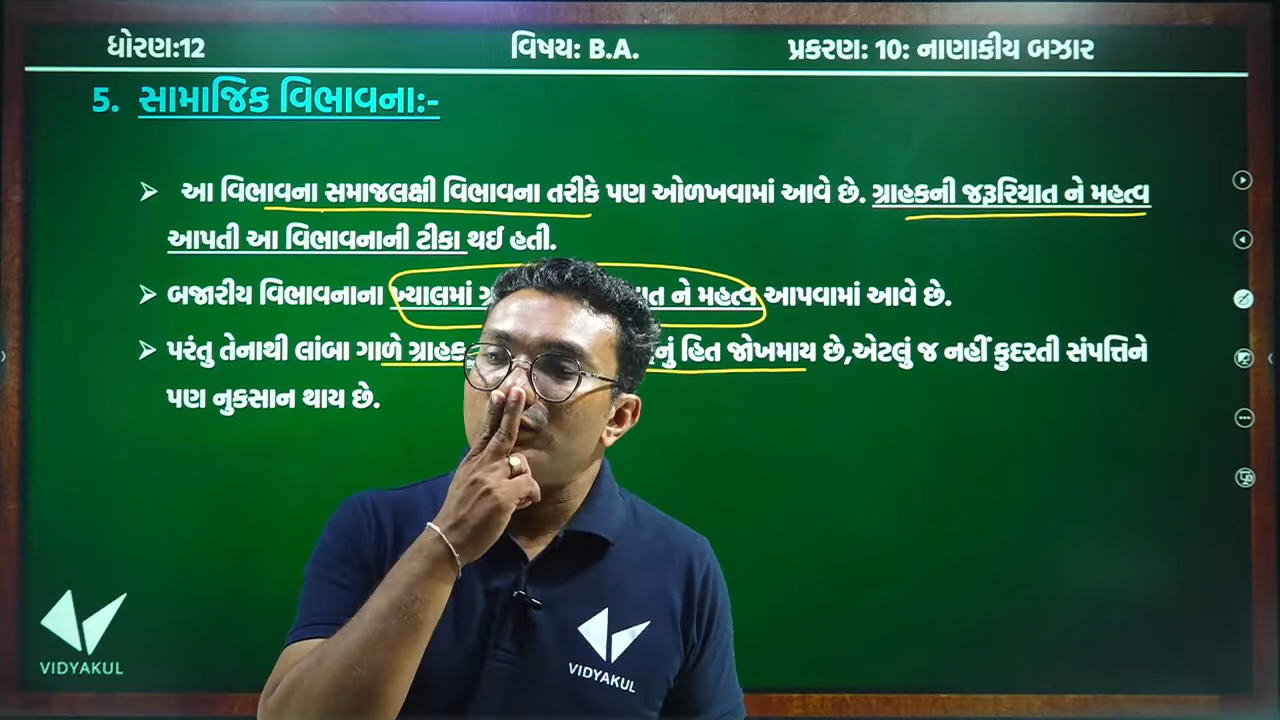 ધોરણ:12 વિષય: B.A. પ્રકરણ: 10: નાણાકીય બઝાર
5. સામાજિક વિભાવના:-
➢ આ વિભાવના સમાજલક્ષી વિભાવના તરીકે પણ ઓળખવામાં આવે છે. ગ્રાહકની જરૂરિયાત ને મહત્વ
આપતી આ વિભાવનાની ટીકા થઈ હતી.
➢ બજારીય વિભાવનાના ખ્યાલમાં ને મહત્વ આપવામાં આવે છે.
➢ પરંતુ તેનાથી લાંબા ગાળે ગ્રાહક હિત જોખમાય છે,એટલું જ નહીં કુદરતી સંપત્તિને
પણ નુકસાન થાય છે.
VIDYAKUL
VIDYAKUL